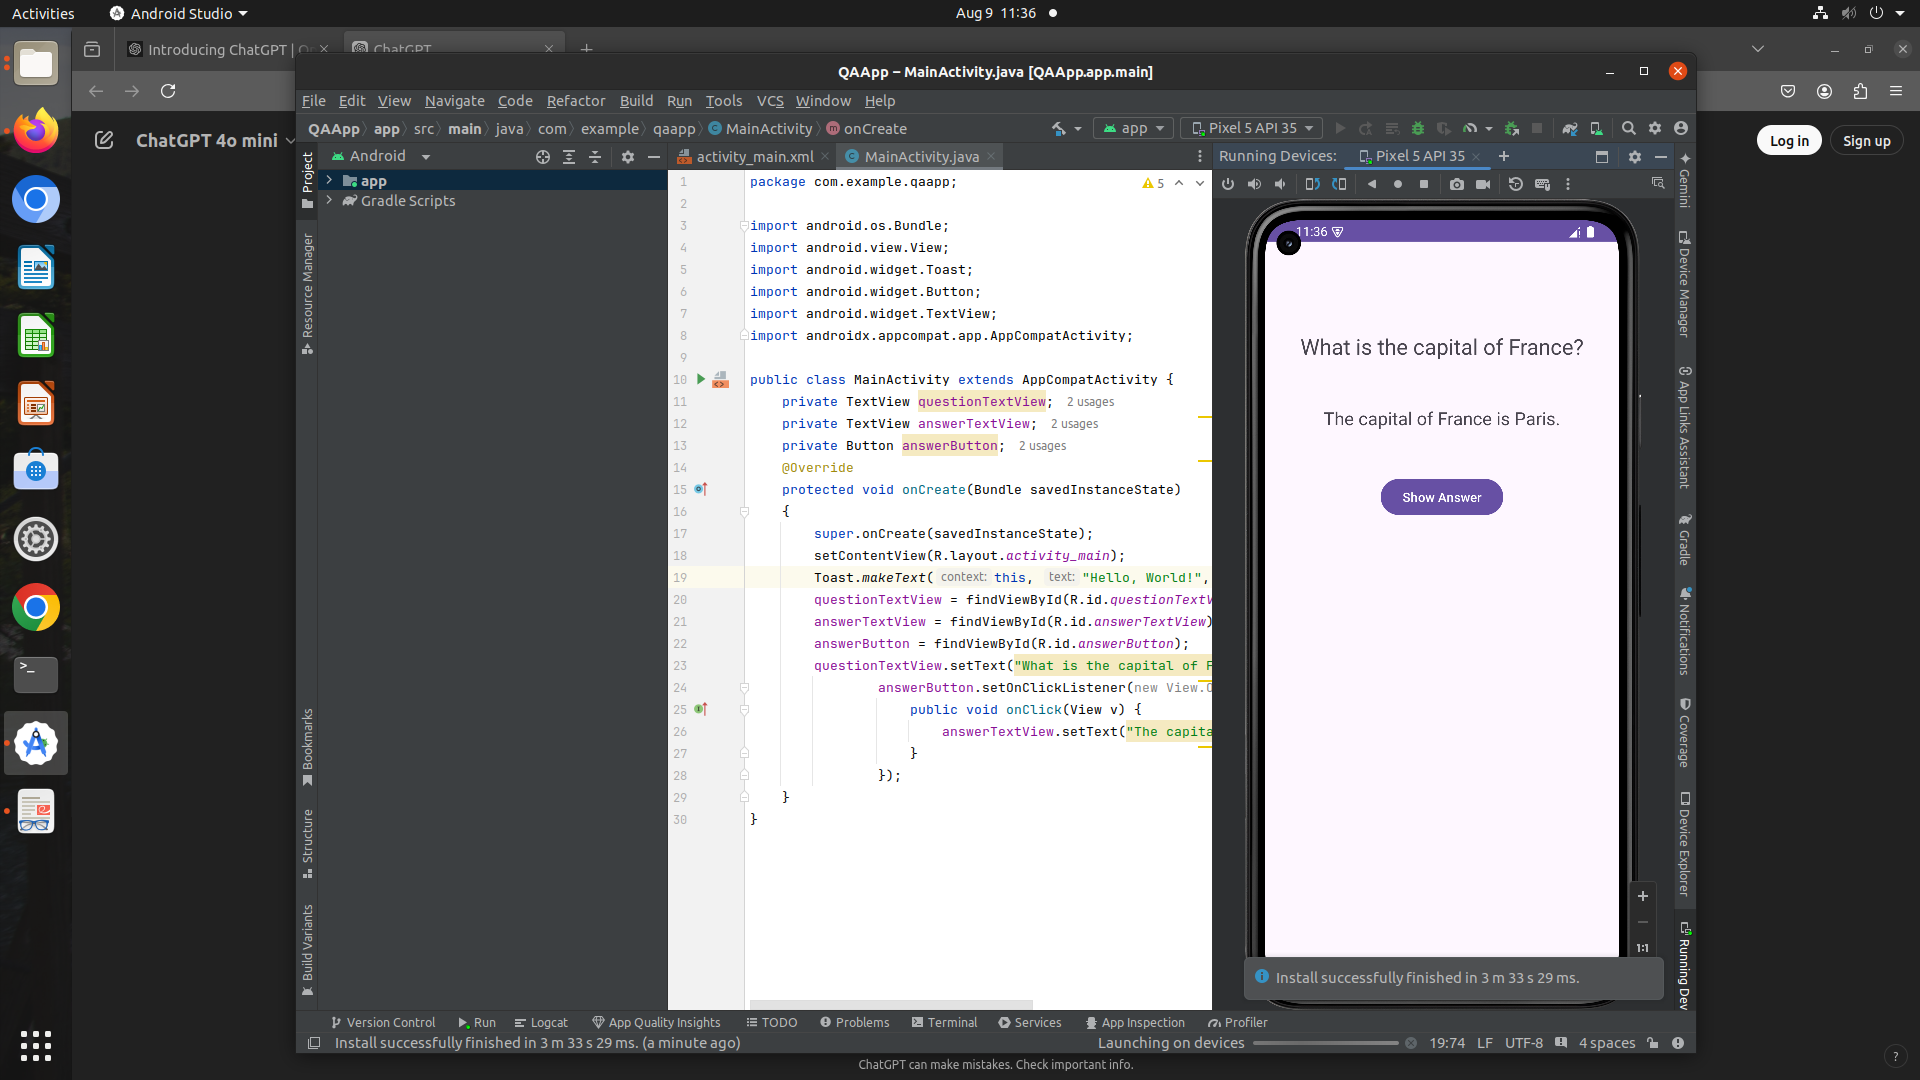 Activities
Android Studio
Aug 9 11:36
Introducing ChatGPT |
ChatGPT
QAApp – MainActivity.java [QAApp.app.main]
File Edit View Navigate Code Refactor Build Run Tools VCS Window Help
QAApp app src main java com example qaapp MainActivity onCreate
app
Pixel 5 API 35
ChatGPT 4o mini
Log in
Sign up
Android
activity_main.xml
MainActivity.java
Running Devices:
Pixel 5 API 35
Project
Resource Manager
Bookmarks
Structure
Build Variants
app
Gradle Scripts
5
1 package com.example.qaapp;
2
3 import android.os.Bundle;
4 import android.view.View;
5 import android.widget.Toast;
6 import android.widget.Button;
7 import android.widget.TextView;
8 import androidx.appcompat.app.AppCompatActivity;
9
10 public class MainActivity extends AppCompatActivity {
11 private TextView questionTextView; 2 usages
12 private TextView answerTextView; 2 usages
13 private Button answerButton; 2 usages
14 @Override
15 protected void onCreate(Bundle savedInstanceState)
16 {
17 super.onCreate(savedInstanceState);
18 setContentView(R.layout.activity_main);
19 Toast.makeText( context: this, text: "Hello, World!",
20 questionTextView = findViewById(R.id.questionTextV
21 answerTextView = findViewById(R.id.answerTextView)
22 answerButton = findViewById(R.id.answerButton);
23 questionTextView.setText("What is the capital of F
24 answerButton.setOnClickListener(new View.O
25 public void onClick(View v) {
26 answerTextView.setText("The capita
27 }
28 });
29 }
30 }
11:36
What is the capital of France?
The capital of France is Paris.
Show Answer
1:1
Install successfully finished in 3 m 33 s 29 ms.
Gemini
Device Manager
App Links Assistant
Gradle
Notifications
Coverage
Device Explorer
Running Dev
Version Control Run Logcat App Quality Insights TODO Problems Terminal Services App Inspection Profiler
Install successfully finished in 3 m 33 s 29 ms. (a minute ago)
Launching on devices
19:74 LF UTF-8 4 spaces
ChatGPT can make mistakes. Check important info.
?